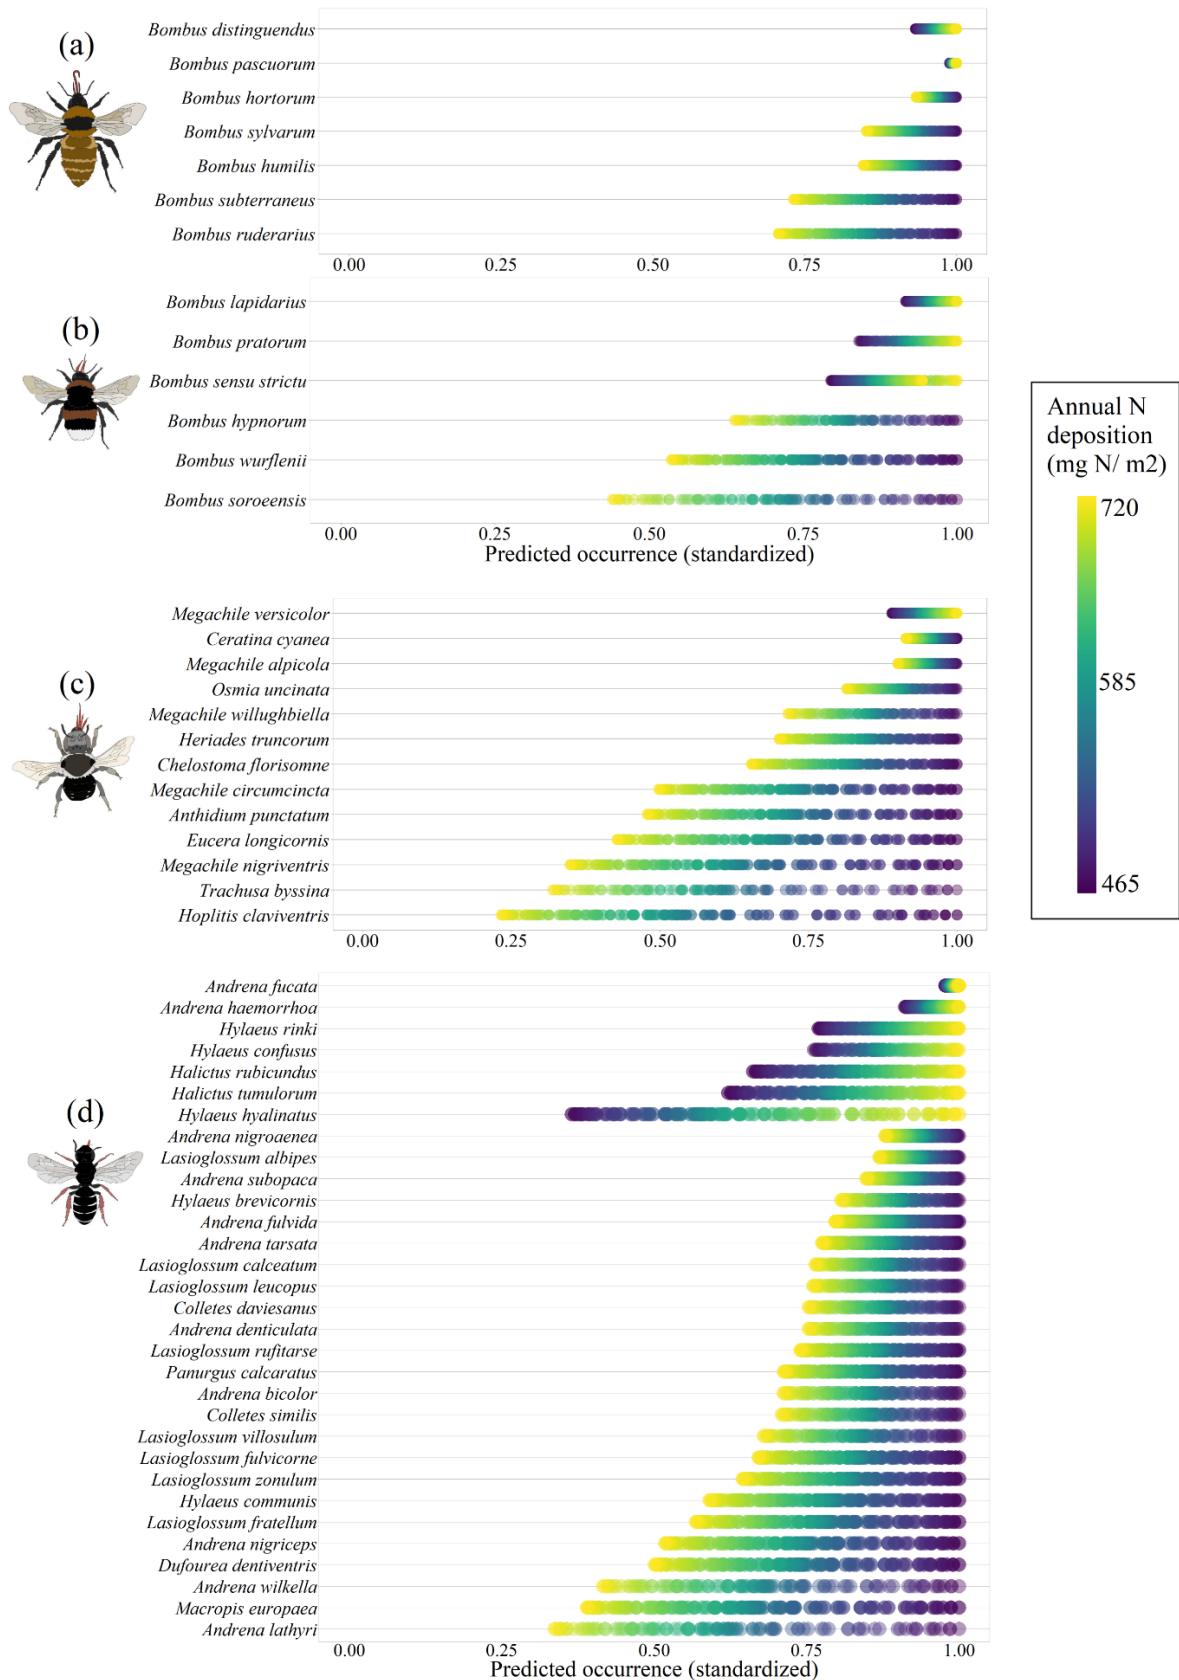 (a)
Bombus distinguendus
Bombus pascuorum
Bombus hortorum
Bombus sylvarum
Bombus humilis
Bombus subterraneus
Bombus ruderarius
0.00 0.25 0.50 0.75 1.00
(b)
Bombus lapidarius
Bombus pratorum
Bombus sensu strictu
Bombus hypnorum
Bombus wurflenii
Bombus soroeensis
0.00 0.25 0.50 0.75 1.00
Predicted occurrence (standardized)
(c)
Megachile versicolor
Ceratina cyanea
Megachile alpicola
Osmia uncinata
Megachile willughbiella
Heriades truncorum
Chelostoma florisomne
Megachile circumcincta
Anthidium punctatum
Eucera longicornis
Megachile nigriventris
Trachusa byssina
Hoplitis claviventris
0.00 0.25 0.50 0.75 1.00
(d)
Andrena fucata
Andrena haemorrhoa
Hylaeus rinki
Hylaeus confusus
Halictus rubicundus
Halictus tumulorum
Hylaeus hyalinatus
Andrena nigroaenea
Lasioglossum albipes
Andrena subopaca
Hylaeus brevicornis
Andrena fulvida
Andrena tarsata
Lasioglossum calceatum
Lasioglossum leucopus
Colletes daviesanus
Andrena denticulata
Lasioglossum rufitarse
Panurgus calcaratus
Andrena bicolor
Colletes similis
Lasioglossum villosulum
Lasioglossum fulvicorne
Lasioglossum zonulum
Hylaeus communis
Lasioglossum fratellum
Andrena nigriceps
Dufourea dentiventris
Andrena wilkella
Macropis europaea
Andrena lathyri
0.00 0.25 0.50 0.75 1.00
Predicted occurrence (standardized)
Annual N
deposition
(mg N/ m2)
720
585
465